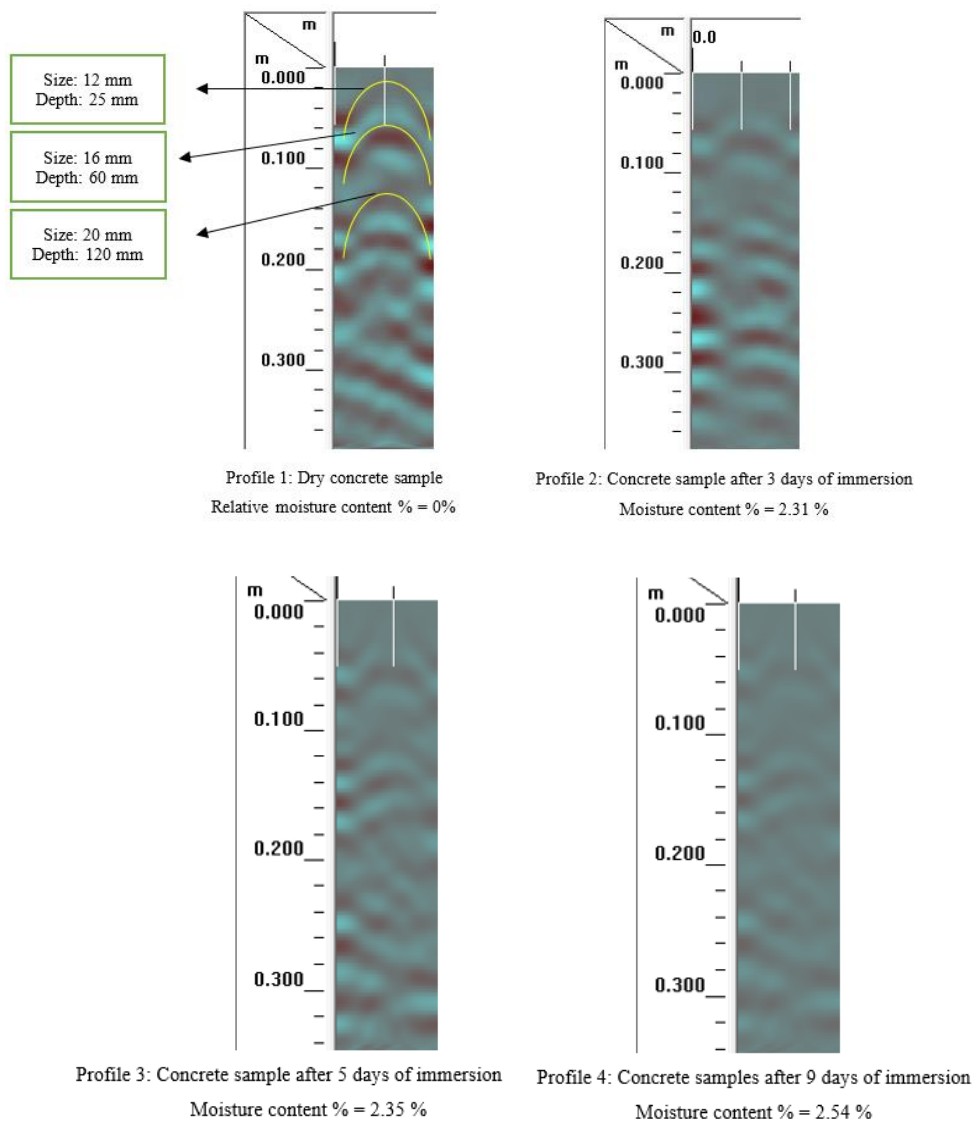 m
m
0.000
0.100
0.200
0.300
Size: 12 mm
Depth: 25 mm
Size: 16 mm
Depth: 60 mm
Size: 20 mm
Depth: 120 mm
Profile 1: Dry concrete sample
Relative moisture content % = 0%
m
0.0
m
0.000
0.100
0.200
0.300
Profile 2: Concrete sample after 3 days of immersion
Moisture content % = 2.31 %
m
0.000
0.100
0.200
0.300
Profile 3: Concrete sample after 5 days of immersion
Moisture content % = 2.35 %
m
0.000
0.100
0.200
0.300
Profile 4: Concrete samples after 9 days of immersion
Moisture content % = 2.54 %